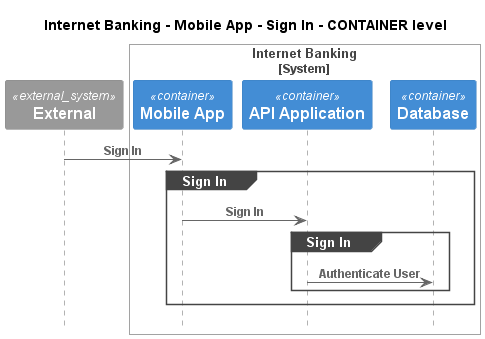 Internet Banking - Mobile App - Sign In - CONTAINER level
Internet Banking
[System]
«external_system»
External
«container»
Mobile App
«container»
API Application
«container»
Database
Sign In
Sign In
Sign In
Sign In
Authenticate User